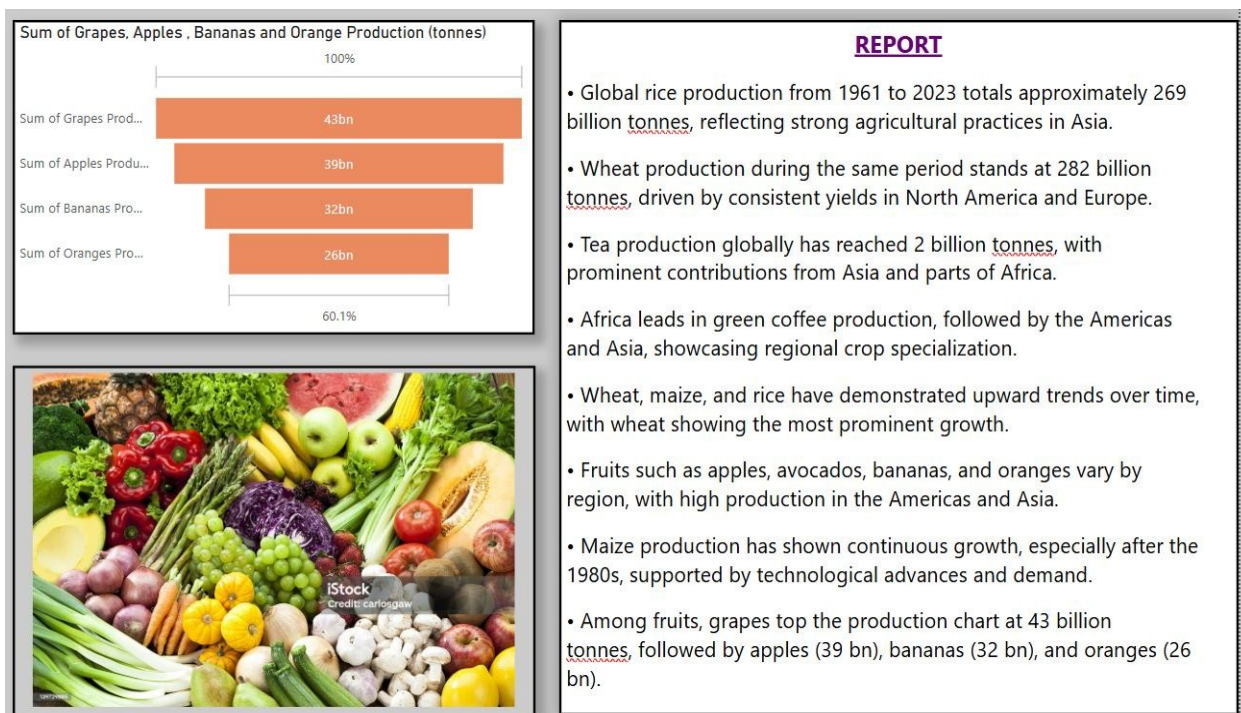 Sum of Grapes, Apples , Bananas and Orange Production (tonnes)
100%
Sum of Grapes Prod... 43bn
Sum of Apples Produ... 39bn
Sum of Bananas Pro... 32bn
Sum of Oranges Pro... 26bn
60.1%
iStock
Credit: carlosgaw
REPORT
• Global rice production from 1961 to 2023 totals approximately 269
billion tonnes, reflecting strong agricultural practices in Asia.
• Wheat production during the same period stands at 282 billion
tonnes, driven by consistent yields in North America and Europe.
• Tea production globally has reached 2 billion tonnes, with
prominent contributions from Asia and parts of Africa.
• Africa leads in green coffee production, followed by the Americas
and Asia, showcasing regional crop specialization.
• Wheat, maize, and rice have demonstrated upward trends over time,
with wheat showing the most prominent growth.
• Fruits such as apples, avocados, bananas, and oranges vary by
region, with high production in the Americas and Asia.
• Maize production has shown continuous growth, especially after the
1980s, supported by technological advances and demand.
• Among fruits, grapes top the production chart at 43 billion
tonnes, followed by apples (39 bn), bananas (32 bn), and oranges (26
bn).